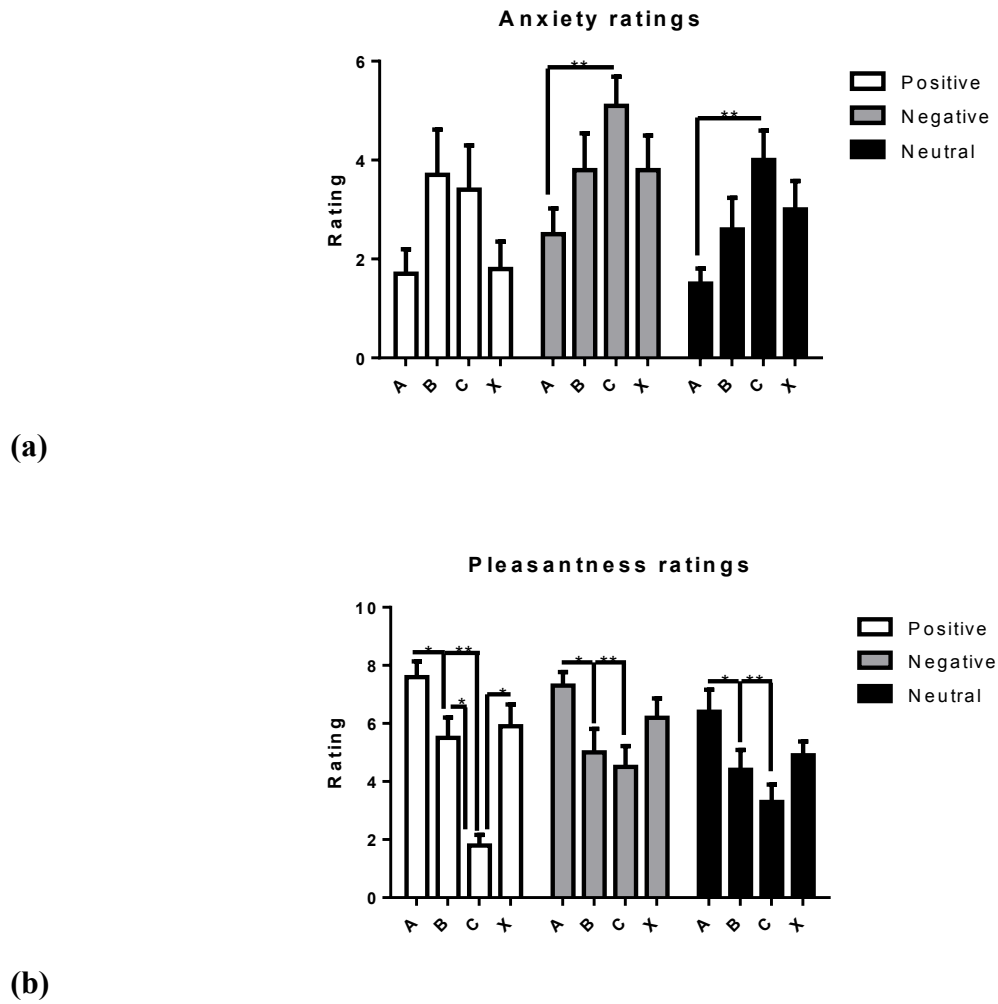 Anxiety ratings
Rating
6
4
2
0
**
**
A B C X A B C X A B C X
Positive
Negative
Neutral
(a)
Pleasantness ratings
Rating
10
8
6
4
2
0
* ** * *
* **
* **
A B C X A B C X A B C X
Positive
Negative
Neutral
(b)